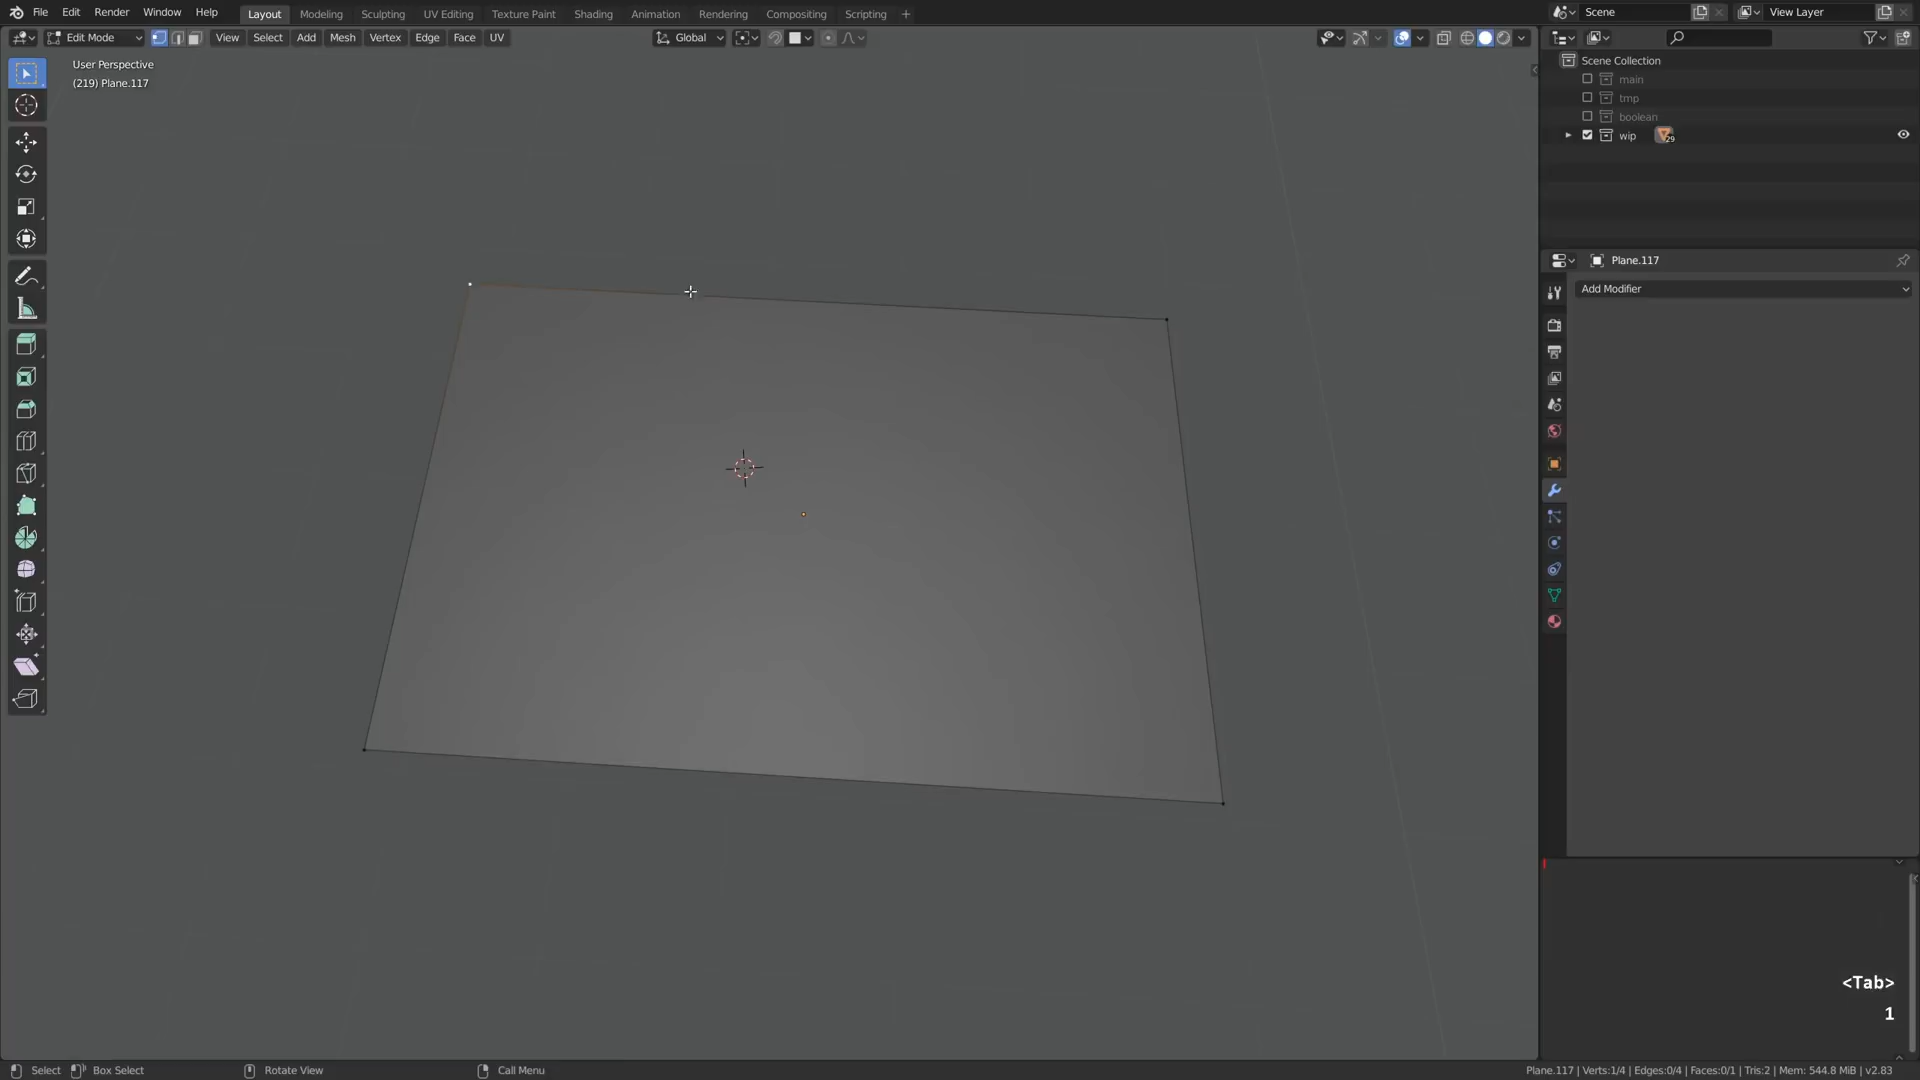 File Edit Render Window Help Layout Modeling Sculpting UV Editing Texture Paint Shading Animation Rendering Compositing Scripting + Scene View Layer
Edit Mode View Select Add Mesh Vertex Edge Face UV Global
User Perspective
(219) Plane.117
Scene Collection
main
tmp
boolean
wip 29
Plane.117
Add Modifier
<Tab>
1
Select Box Select Rotate View Call Menu Plane.117 | Verts:1/4 | Edges:0/4 | Faces:0/1 | Tris:2 | Mem: 544.8 MiB | v2.83